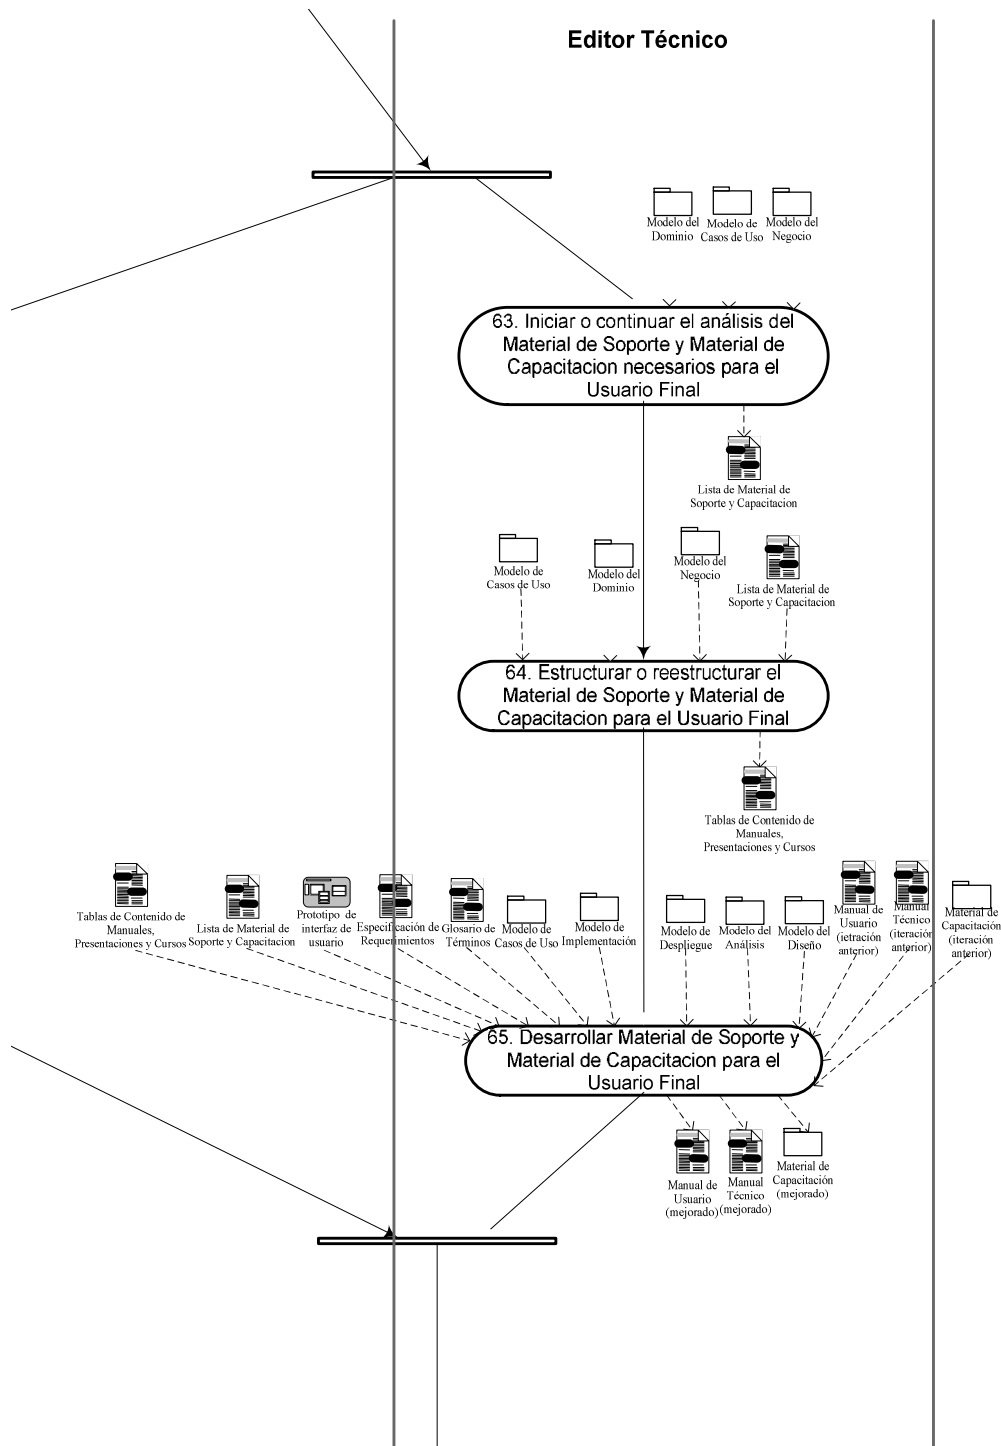 Editor Técnico
Modelo del
Dominio
Modelo de
Casos de Uso
Modelo del
Negocio
63. Iniciar o continuar el análisis del
Material de Soporte y Material de
Capacitacion necesarios para el
Usuario Final
Lista de Material de
Soporte y Capacitacion
Modelo de
Casos de Uso
Modelo del
Dominio
Modelo del
Negocio
Lista de Material de
Soporte y Capacitacion
64. Estructurar o reestructurar el
Material de Soporte y Material de
Capacitacion para el Usuario Final
Tablas de Contenido de
Manuales,
Presentaciones y Cursos
Tablas de Contenido de
Manuales,
Presentaciones y Cursos
Lista de Material de
Soporte y Capacitacion
Prototipo de
interfaz de
usuario
Especificación de
Requerimientos
Glosario de
Términos
Modelo de
Casos de Uso
Modelo de
Implementación
Modelo de
Despliegue
Modelo del
Análisis
Modelo del
Diseño
Manual de
Usuario
(ietración
anterior)
Manual
Técnico
(iteración
anterior)
Material de
Capacitación
(iteración
anterior)
65. Desarrollar Material de Soporte y
Material de Capacitacion para el
Usuario Final
Manual de
Usuario
(mejorado)
Manual
Técnico
(mejorado)
Material de
Capacitación
(mejorado)